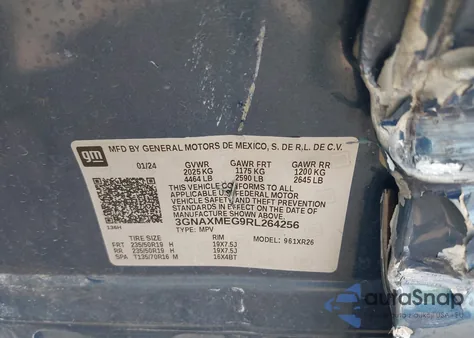 gm
MFD BY GENERAL MOTORS DE MEXICO, S. DE R.L. DE C.V.
01/24 GVWR GAWR FRT GAWR RR
2025 KG 1175 KG 1200 KG
4464 LB 2590 LB 2645 LB
THIS VEHICLE CONFORMS TO ALL
APPLICABLE U.S. FEDERAL MOTOR
VEHICLE SAFETY AND THEFT PREVENTION
STANDARDS IN EFFECT ON THE DATE OF
MANUFACTURE SHOWN ABOVE.
3GNAXMEG9RL264256
136H TYPE: MPV
TIRE SIZE RIM MODEL: 961XR26
FRT 235/50R19 H 19X7.5J
RR 235/50R19 H 19X7.5J
SPA T135/70R16 M 16X4BT
autoSnap